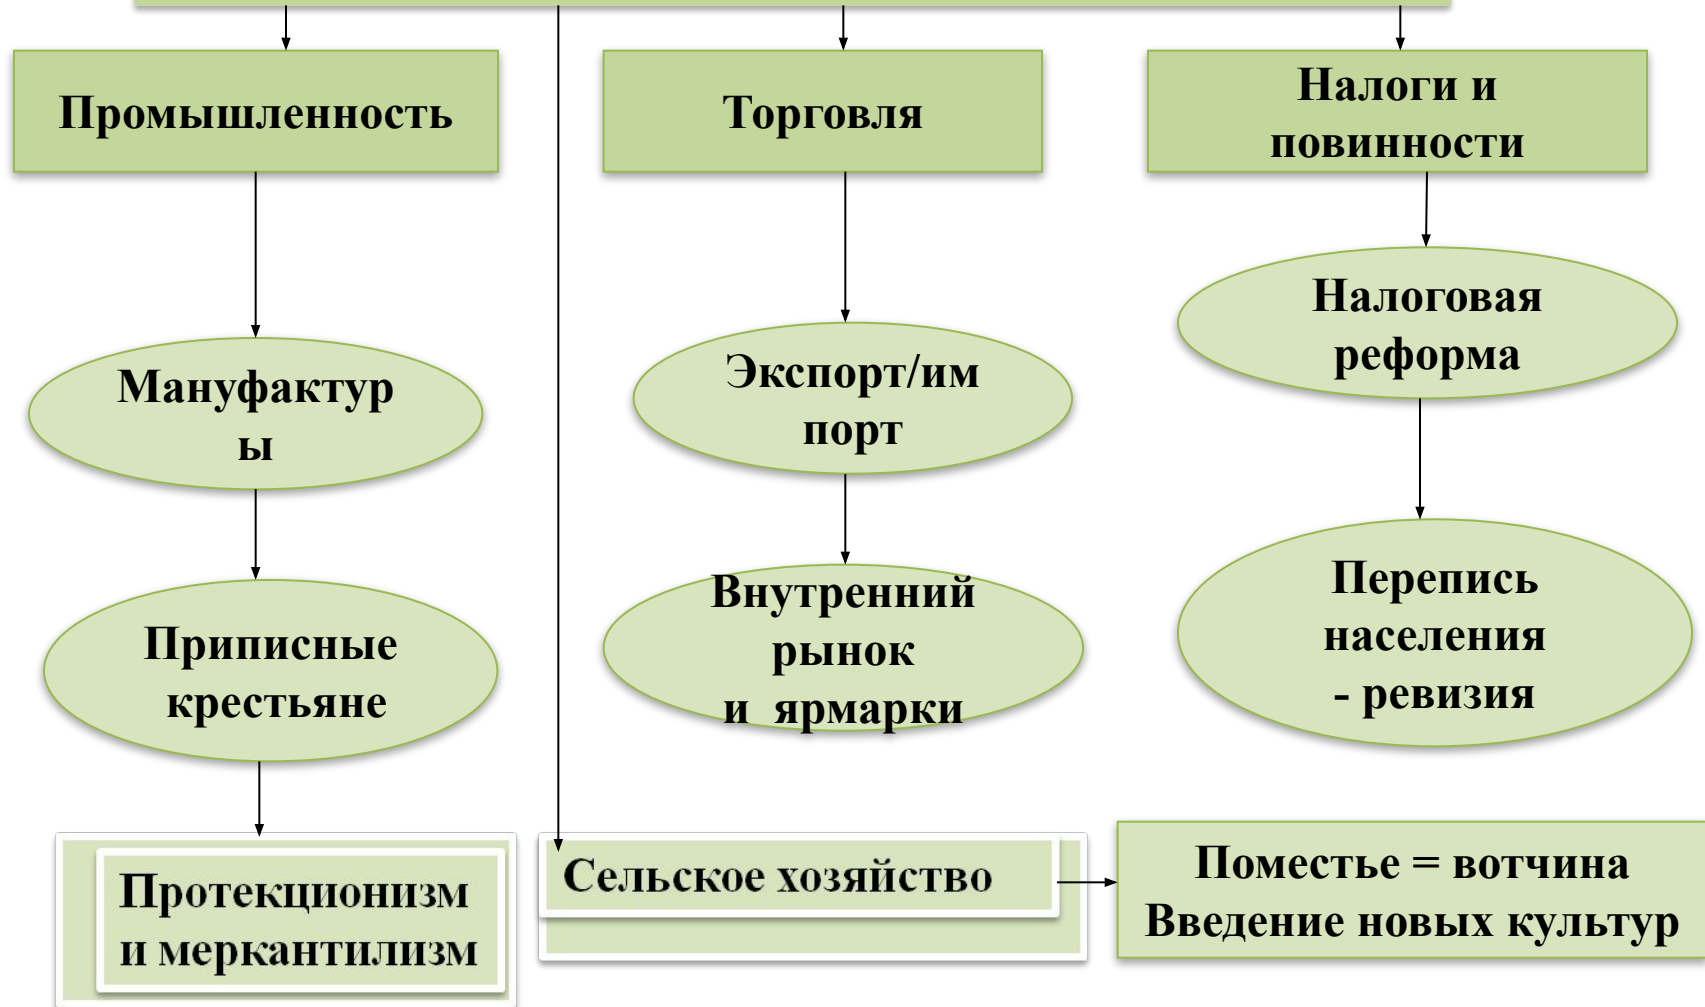 Промышленность
Торговля
Налоги и
повинности
Мануфактур
ы
Экспорт/им
порт
Налоговая
реформа
Приписные
крестьяне
Внутренний
рынок
и ярмарки
Перепись
населения
- ревизия
Протекционизм
и меркантилизм
Сельское хозяйство
Поместье = вотчина
Введение новых культур